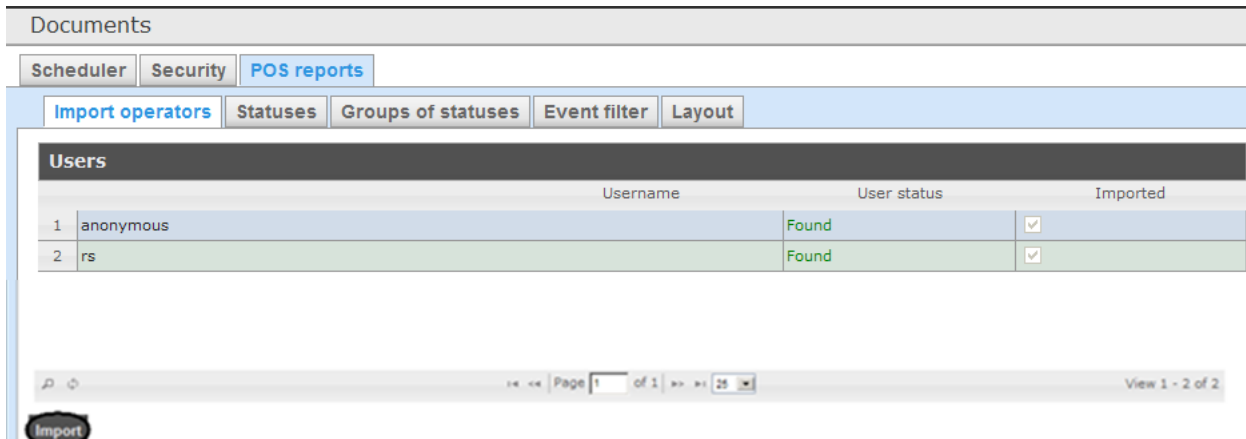 Documents
Scheduler Security POS reports
Import operators Statuses Groups of statuses Event filter Layout
Users
Username User status Imported
1 anonymous Found
2 rs Found
Page 1 of 1 25 View 1 - 2 of 2
Import